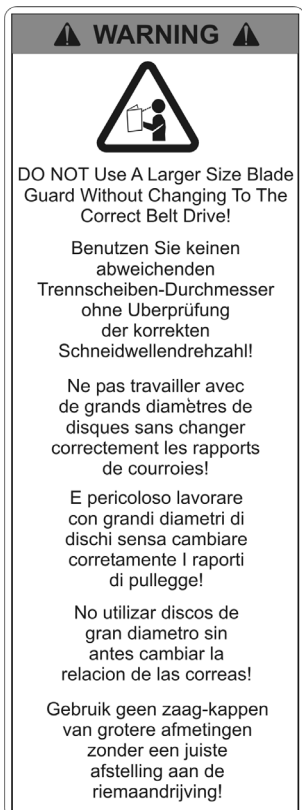 WARNING
DO NOT Use A Larger Size Blade
Guard Without Changing To The
Correct Belt Drive!
Benutzen Sie keinen
abweichenden
Trennscheiben-Durchmesser
ohne Uberprüfung
der korrekten
Schneidwellendrehzahl!
Ne pas travailler avec
de grands diamètres de
disques sans changer
correctement les rapports
de courroies!
E pericoloso lavorare
con grandi diametri di
dischi sensa cambiare
corretamente I raporti
di pullegge!
No utilizar discos de
gran diametro sin
antes cambiar la
relacion de las correas!
Gebruik geen zaag-kappen
van grotere afmetingen
zonder een juiste
afstelling aan de
riemaandrijving!